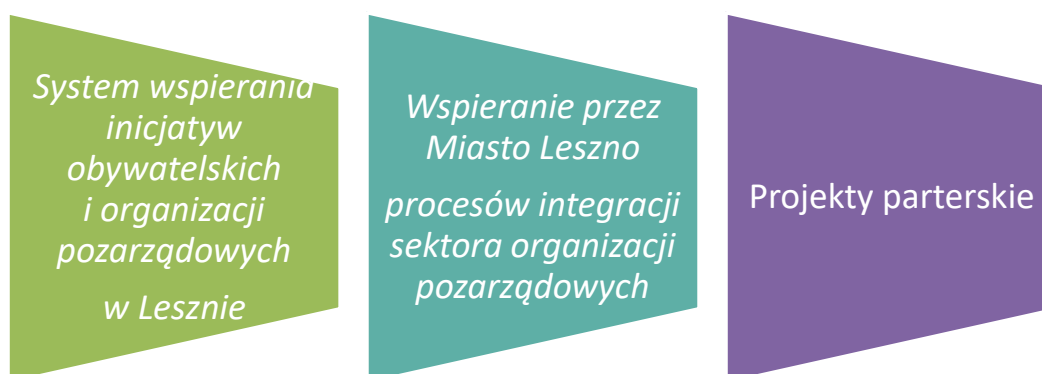 System wspierania
inicjatyw
obywatelskich
i organizacji
pozarządowych
w Lesznie
Wspieranie przez
Miasto Leszno
procesów integracji
sektora organizacji
pozarządowych
Projekty parterskie